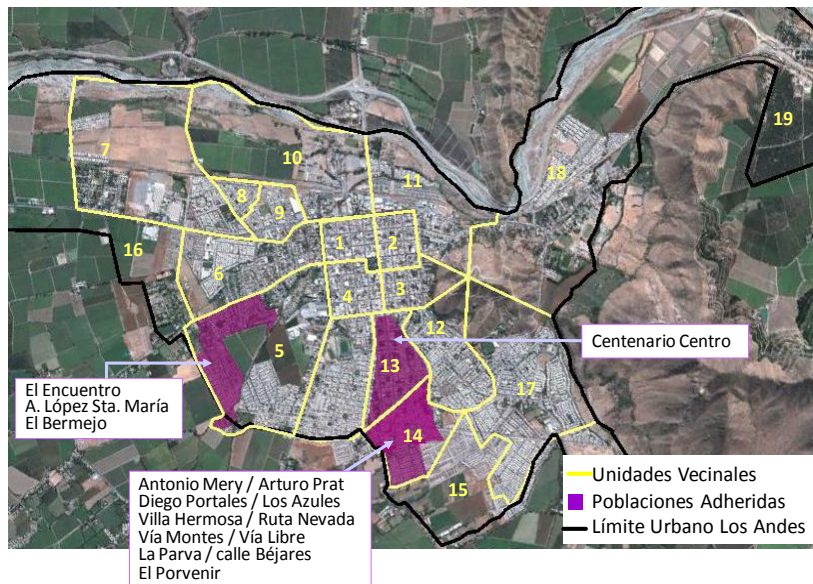 19
7
10
11
18
8
9
1
2
16
6
4
3
12
Centenario Centro
5
13
17
El Encuentro
A. López Sta. María
El Bermejo
14
15
Antonio Mery / Arturo Prat
Diego Portales / Los Azules
Villa Hermosa / Ruta Nevada
Vía Montes / Vía Libre
La Parva / calle Béjares
El Porvenir
Unidades Vecinales
Poblaciones Adheridas
Límite Urbano Los Andes